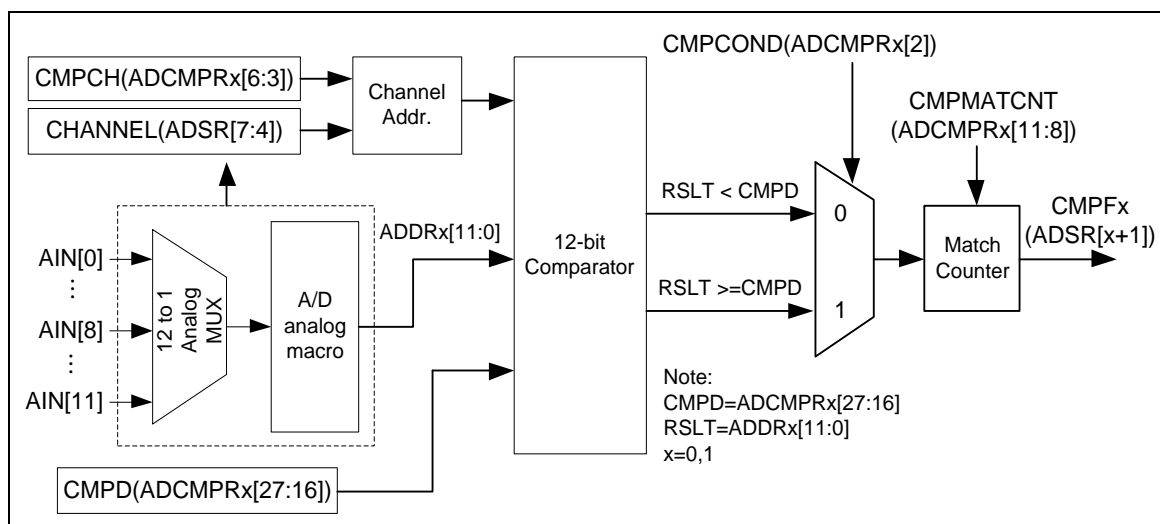 CMPCOND(ADCMPRx[2])
CMPCH(ADCMPRx[6:3])
CHANNEL(ADSR[7:4])
Channel
Addr.
CMPMATCNT
(ADCMPRx[11:8])
AIN[0]
...
AIN[8]
...
AIN[11]
12 to 1
Analog
MUX
A/D
analog
macro
ADDRx[11:0]
12-bit
Comparator
RSLT < CMPD
RSLT >=CMPD
0
1
Match
Counter
CMPFx
(ADSR[x+1])
Note:
CMPD=ADCMPRx[27:16]
RSLT=ADDRx[11:0]
x=0,1
CMPD(ADCMPRx[27:16])